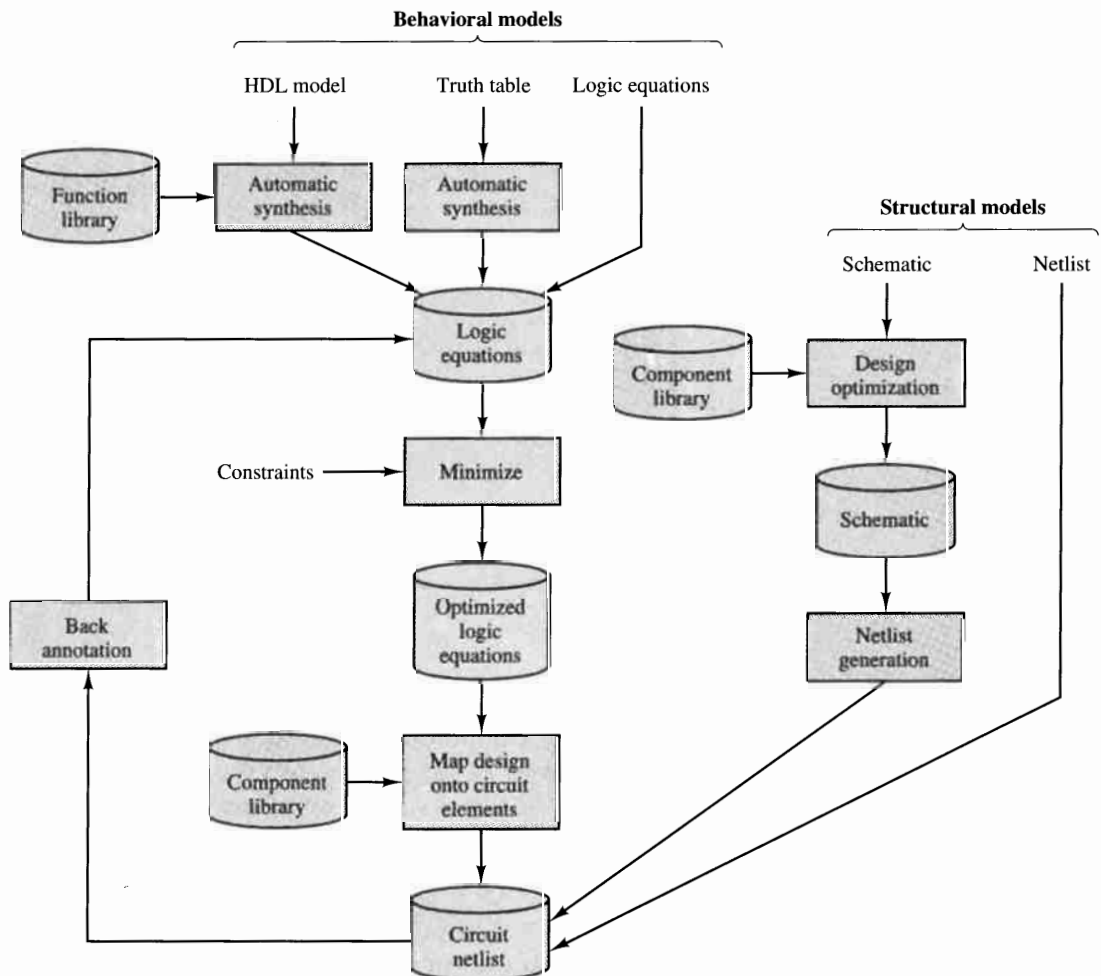 Behavioral models
HDL model
Truth table
Logic equations
Function
library
Automatic
synthesis
Automatic
synthesis
Structural models
Schematic
Netlist
Logic
equations
Component
library
Design
optimization
Constraints
Minimize
Schematic
Back
annotation
Optimized
logic
equations
Netlist
generation
Component
library
Map design
onto circuit
elements
Circuit
netlist